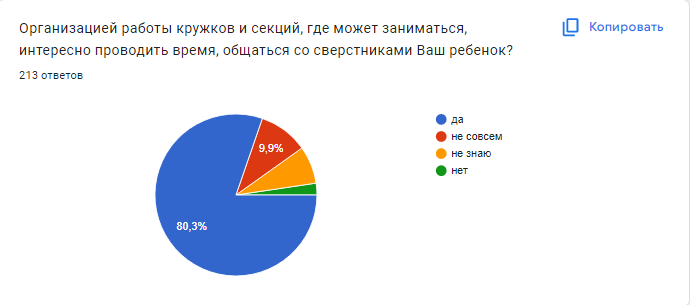 Организацией работы кружков и секций, где может заниматься,
интересно проводить время, общаться со сверстниками Ваш ребенок?
Копировать
213 ответов
да
не совсем
не знаю
нет
9,9%
80,3%